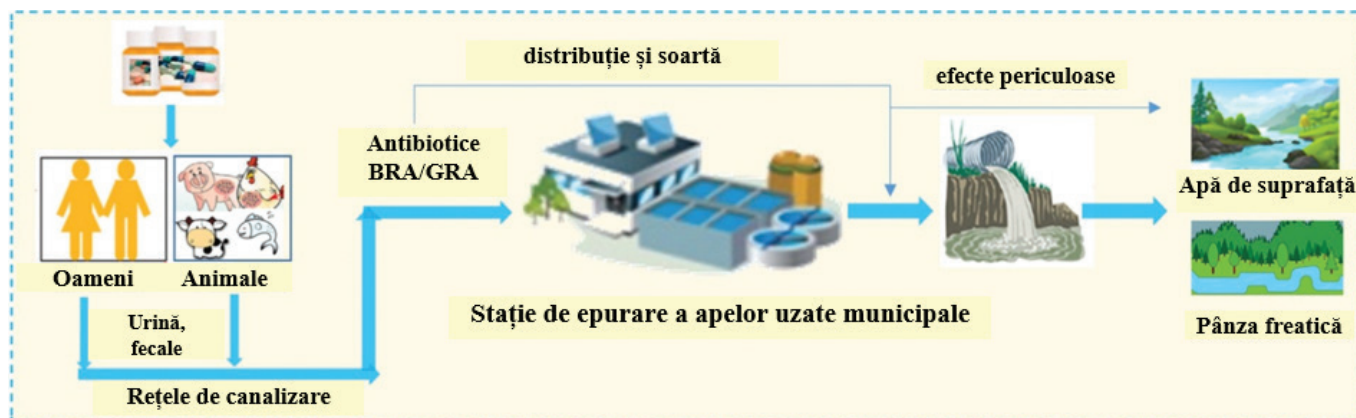 distribuție și soartă
efecte periculoase
Antibiotice
BRA/GRA
Apă de suprafață
Oameni
Animale
Urină,
fecale
Stație de epurare a apelor uzate municipale
Pânza freatică
Rețele de canalizare